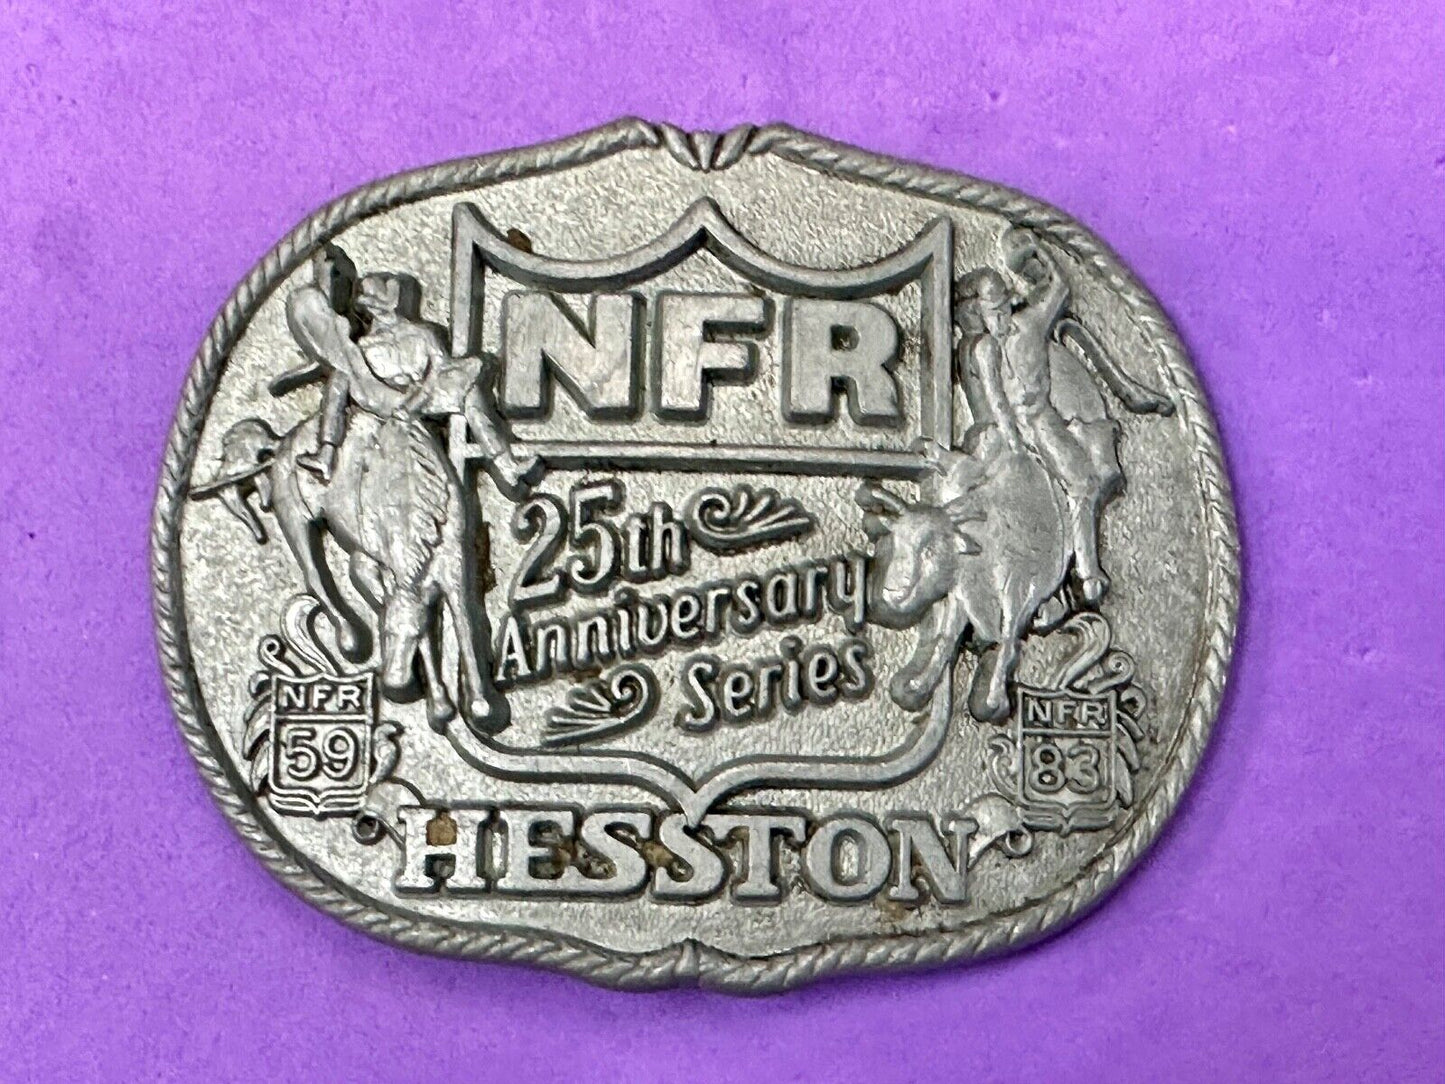 NFR
25th
Anniversary
Series
NFR
59
NFR
83
HESSTON